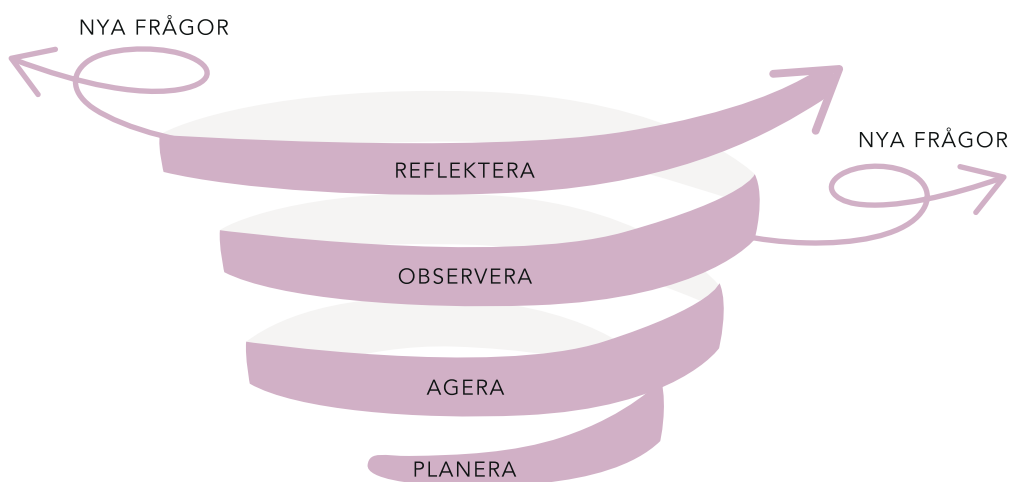 NYA FRÅGOR
NYA FRÅGOR
REFLEKTERA
OBSERVERA
AGERA
PLANERA